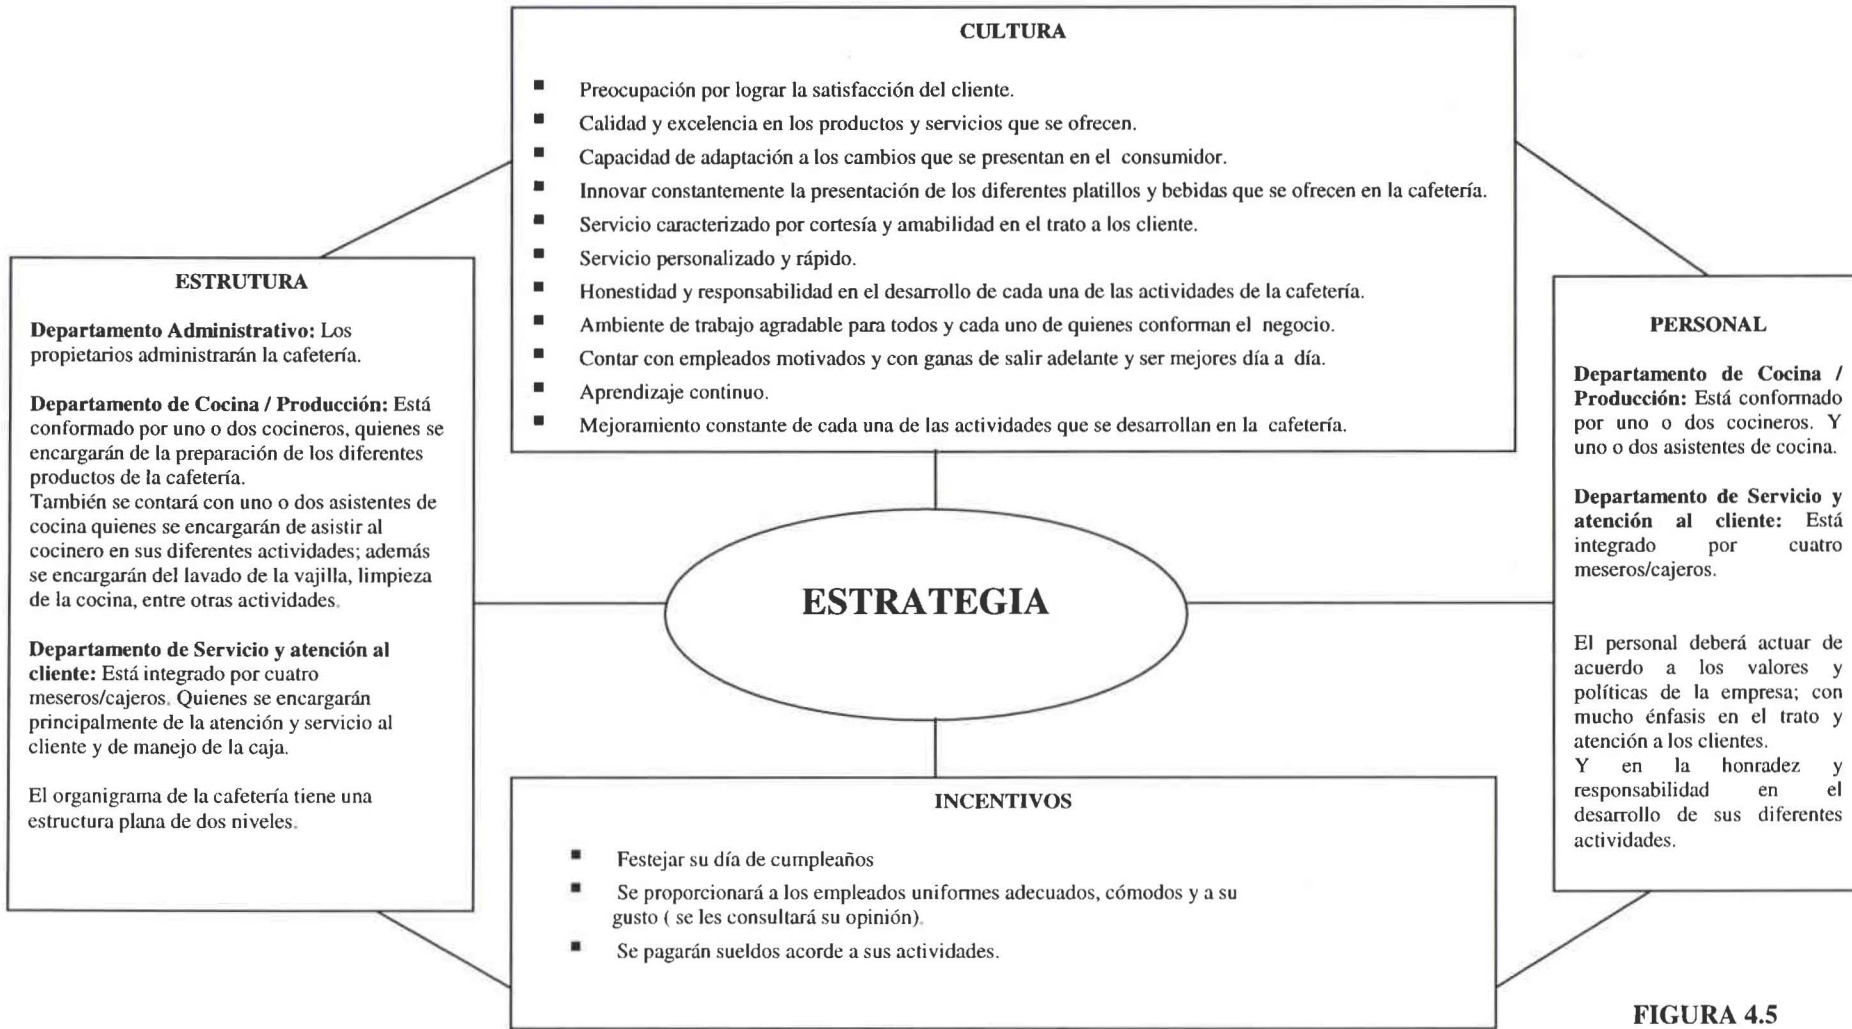 CULTURA
▪ Preocupación por lograr la satisfacción del cliente.
▪ Calidad y excelencia en los productos y servicios que se ofrecen.
▪ Capacidad de adaptación a los cambios que se presentan en el consumidor.
▪ Innovar constantemente la presentación de los diferentes platillos y bebidas que se ofrecen en la cafetería.
▪ Servicio caracterizado por cortesía y amabilidad en el trato a los cliente.
▪ Servicio personalizado y rápido.
▪ Honestidad y responsabilidad en el desarrollo de cada una de las actividades de la cafetería.
▪ Ambiente de trabajo agradable para todos y cada uno de quienes conforman el negocio.
▪ Contar con empleados motivados y con ganas de salir adelante y ser mejores día a día.
▪ Aprendizaje continuo.
▪ Mejoramiento constante de cada una de las actividades que se desarrollan en la cafetería.
ESTRUTURA
Departamento Administrativo: Los
propietarios administrarán la cafetería.
Departamento de Cocina / Producción: Está
conformado por uno o dos cocineros, quienes se
encargarán de la preparación de los diferentes
productos de la cafetería.
También se contará con uno o dos asistentes de
cocina quienes se encargarán de asistir al
cocinero en sus diferentes actividades; además
se encargarán del lavado de la vajilla, limpieza
de la cocina, entre otras actividades.
Departamento de Servicio y atención al
cliente: Está integrado por cuatro
meseros/cajeros. Quienes se encargarán
principalmente de la atención y servicio al
cliente y de manejo de la caja.
El organigrama de la cafetería tiene una
estructura plana de dos niveles.
ESTRATEGIA
PERSONAL
Departamento de Cocina /
Producción: Está conformado
por uno o dos cocineros. Y
uno o dos asistentes de cocina.
Departamento de Servicio y
atención al cliente: Está
integrado por cuatro
meseros/cajeros.
El personal deberá actuar de
acuerdo a los valores y
políticas de la empresa; con
mucho énfasis en el trato y
atención a los clientes.
Y en la honradez y
responsabilidad en el
desarrollo de sus diferentes
actividades.
INCENTIVOS
▪ Festejar su día de cumpleaños
▪ Se proporcionará a los empleados uniformes adecuados, cómodos y a su
gusto ( se les consultará su opinión).
▪ Se pagarán sueldos acorde a sus actividades.
FIGURA 4.5